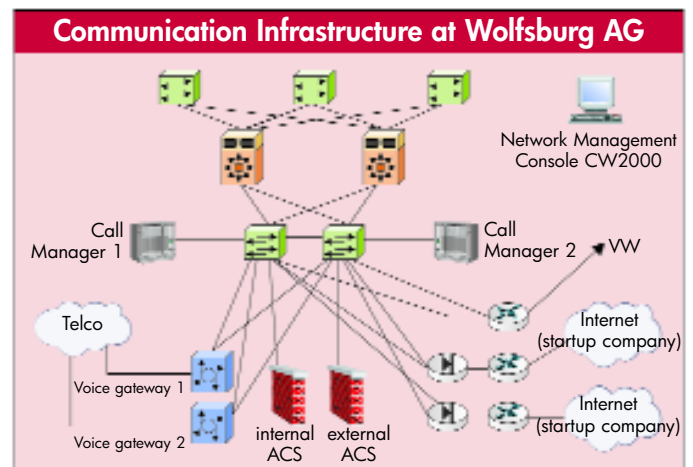 Communication Infrastructure at Wolfsburg AG
Network Management
Console CW2000
Call
Manager 1
Call
Manager 2
VW
Telco
Internet
(startup company)
Voice gateway 1
Internet
(startup company)
Voice gateway 2
internal
ACS
external
ACS